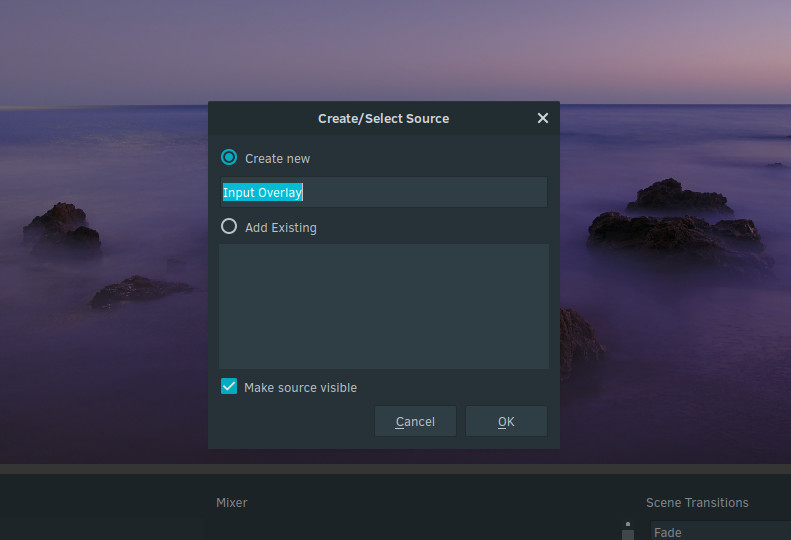 Create/Select Source
Create new
Input Overlay
Add Existing
Make source visible
Cancel
OK
Mixer
Scene Transitions
Fade